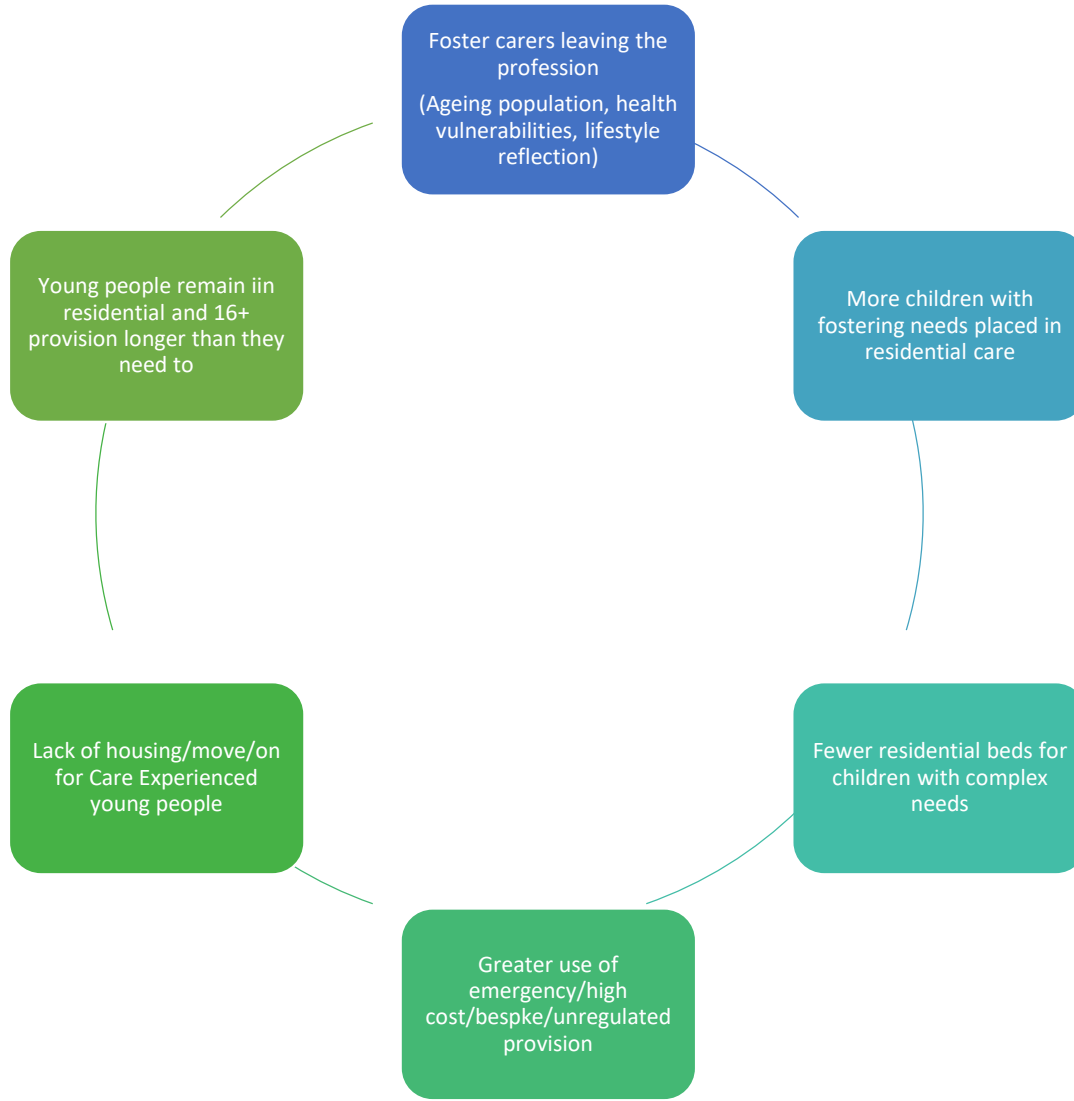 Foster carers leaving the
profession
(Ageing population, health
vulnerabilities, lifestyle
reflection)
More children with
fostering needs placed in
residential care
Fewer residential beds for
children with complex
needs
Greater use of
emergency/high
cost/bespke/unregulated
provision
Lack of housing/move/on
for Care Experienced
young people
Young people remain iin
residential and 16+
provision longer than they
need to